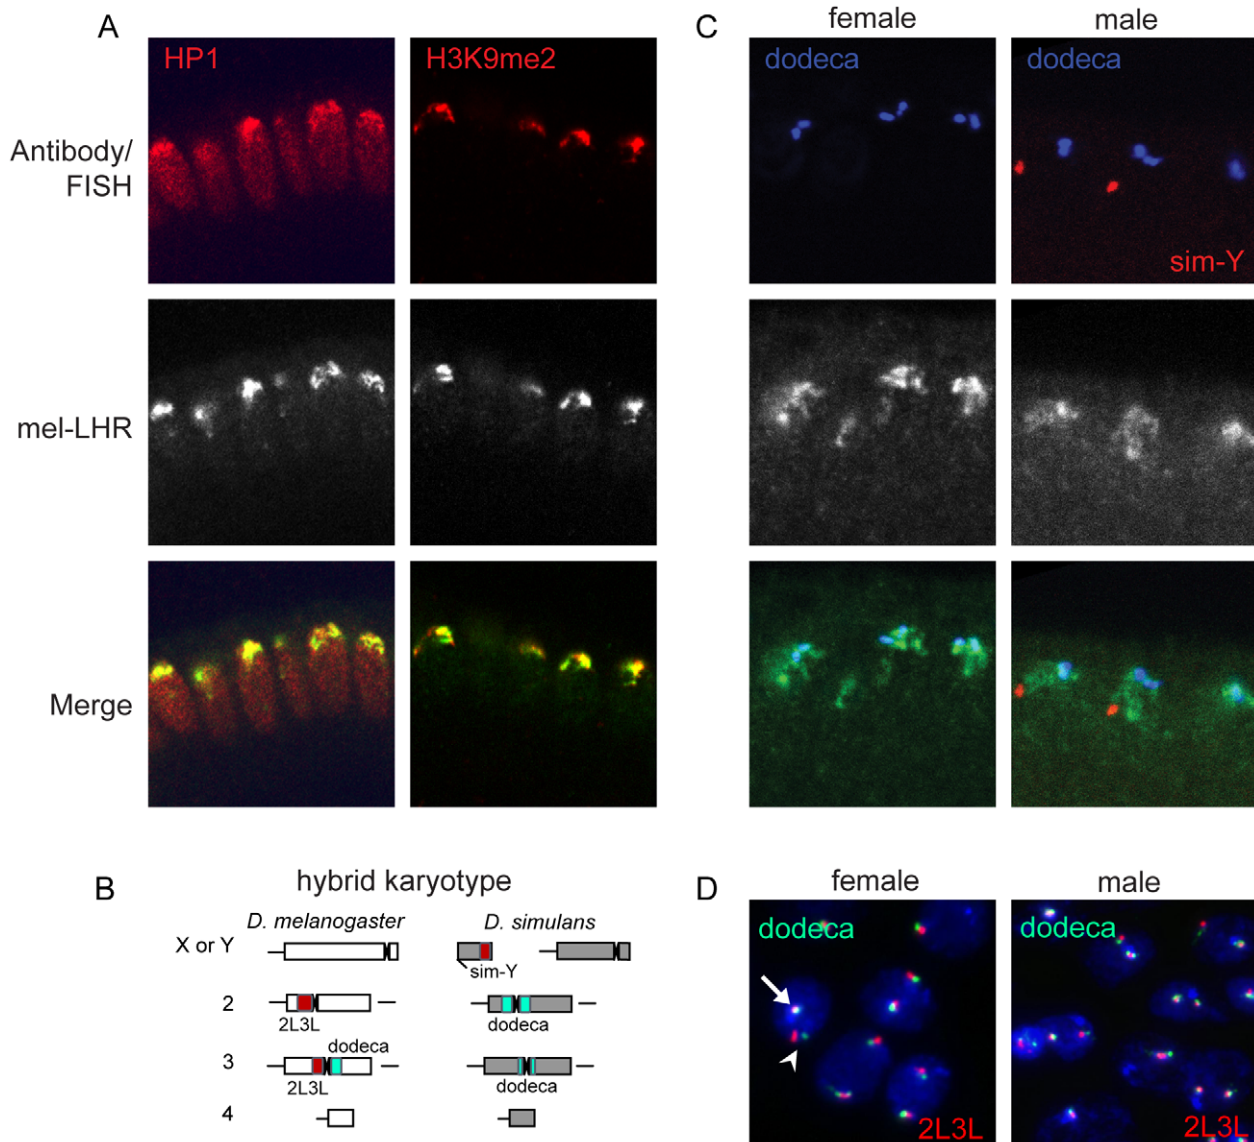 A
HP1
H3K9me2
Antibody/
FISH
mel-LHR
Merge
C
female
male
dodeca
dodeca
sim-Y
B
hybrid karyotype
D. melanogaster
D. simulans
X or Y
sim-Y
2
2L3L
dodeca
3
dodeca
2L3L
dodeca
4
D
female
male
dodeca
dodeca
2L3L
2L3L